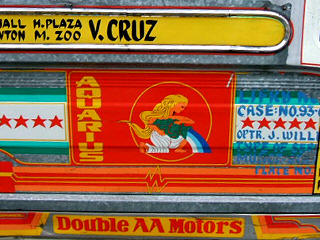 HALL H. PLAZA
NTON M. ZOO V. CRUZ
AQUARIUS
CASE: NO. 93-
OPTR. J. WILL
Double AA Motors